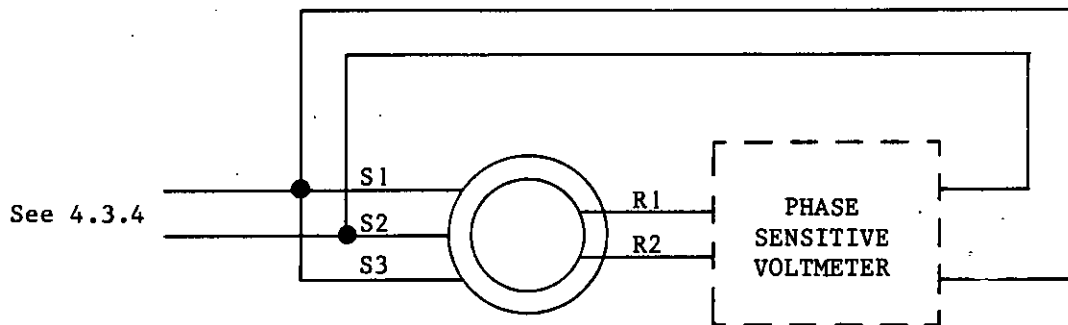 S1
See 4.3.4
S2
S3
R1
R2
PHASE
SENSITIVE
VOLTMETER